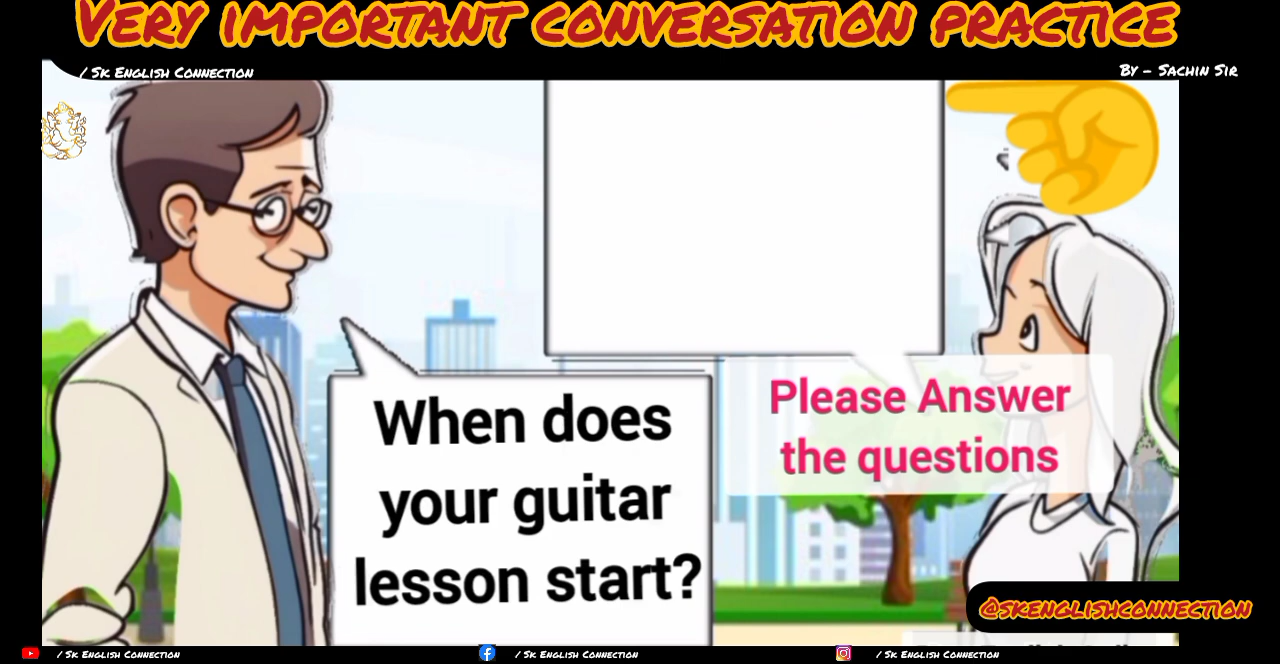 Very important conversation practice
/ Sk English Connection
By - Sachin Sir
When does
your guitar
lesson start?
Please Answer
the questions
@skenglishconnection
/ Sk English Connection
/ Sk English Connection
/ Sk English Connection